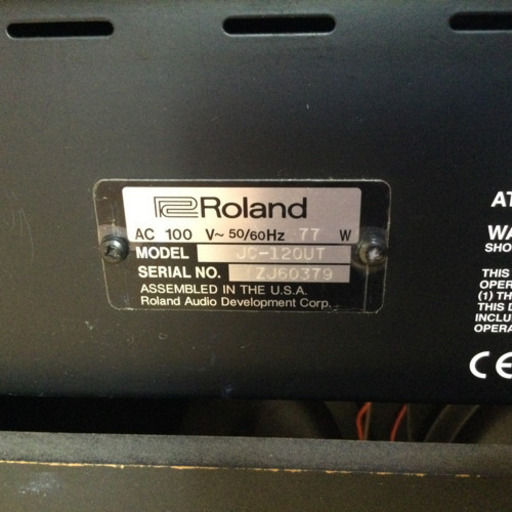 Roland
AC 100 V~ 50/60Hz 77 W
MODEL JC-120UT
SERIAL NO. ZJ60379
ASSEMBLED IN THE U.S.A.
Roland Audio Development Corp.
AT
WA
SHO
THIS
OPER
(1) TH
THIS D
INCLU
OPERA
CE